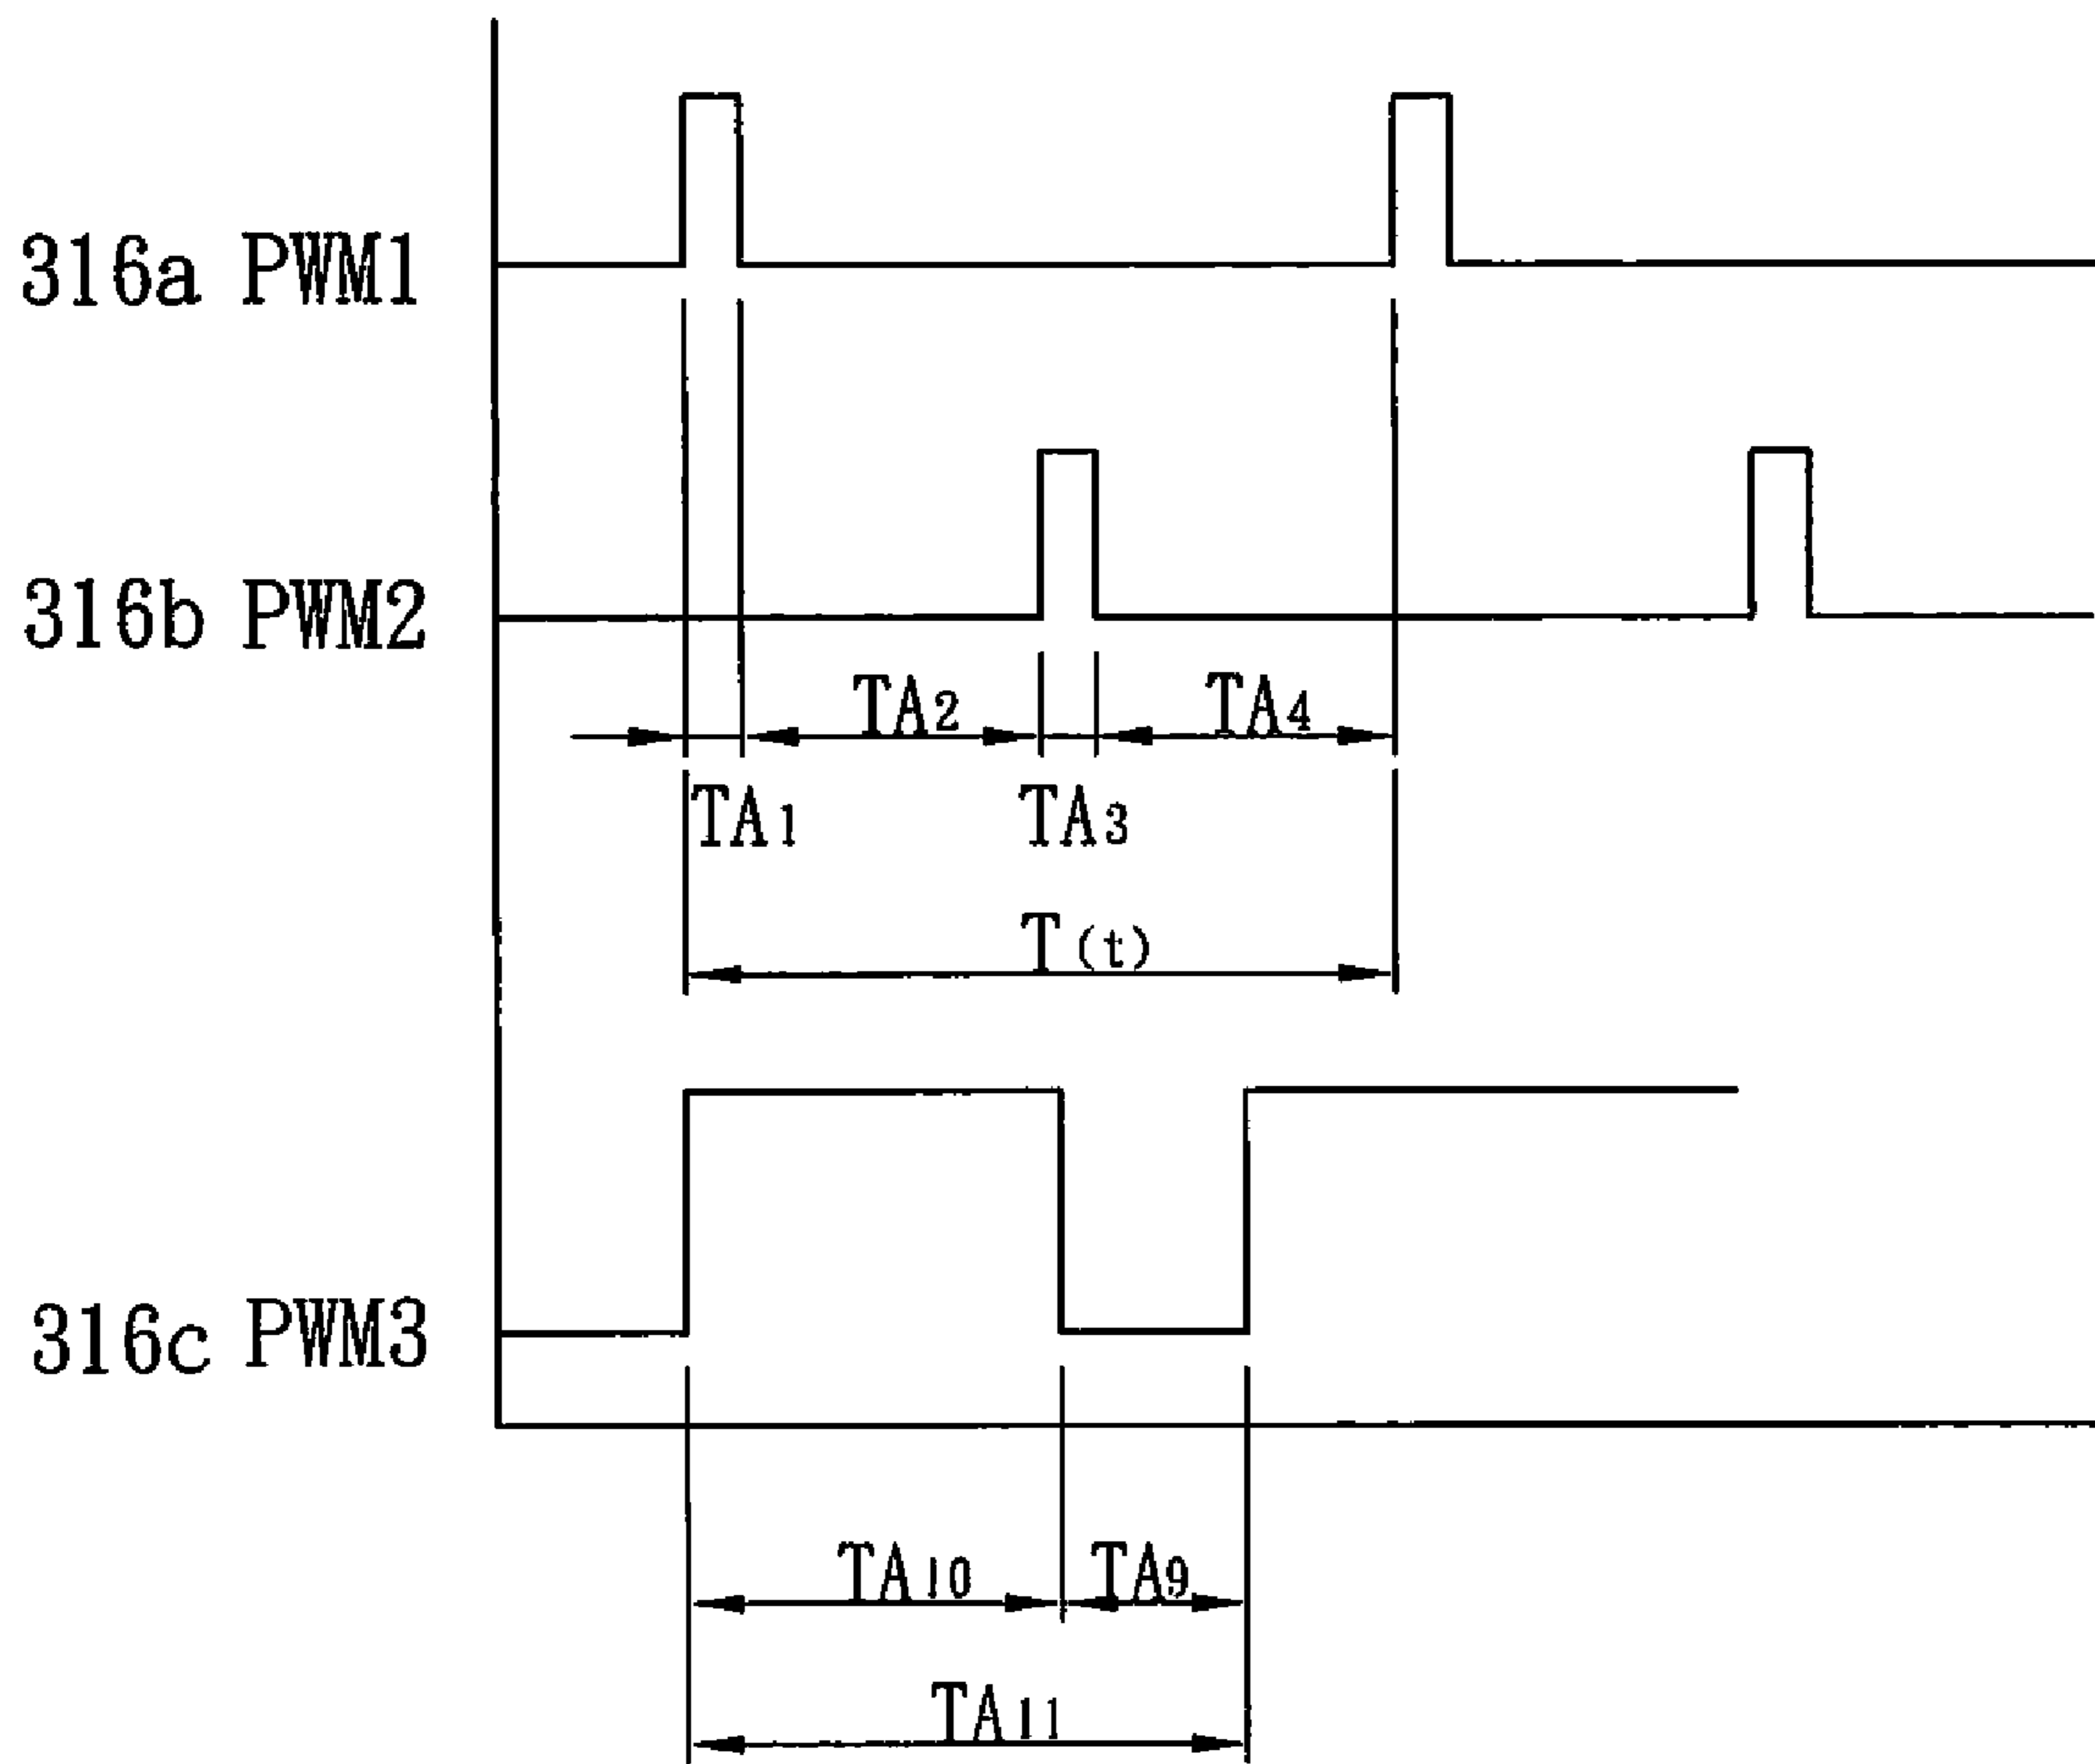 316a PWM1
316b PWM2
TA2
TA4
TA1
TA3
T(t)
316c PWM3
TA10
TA9
TA11